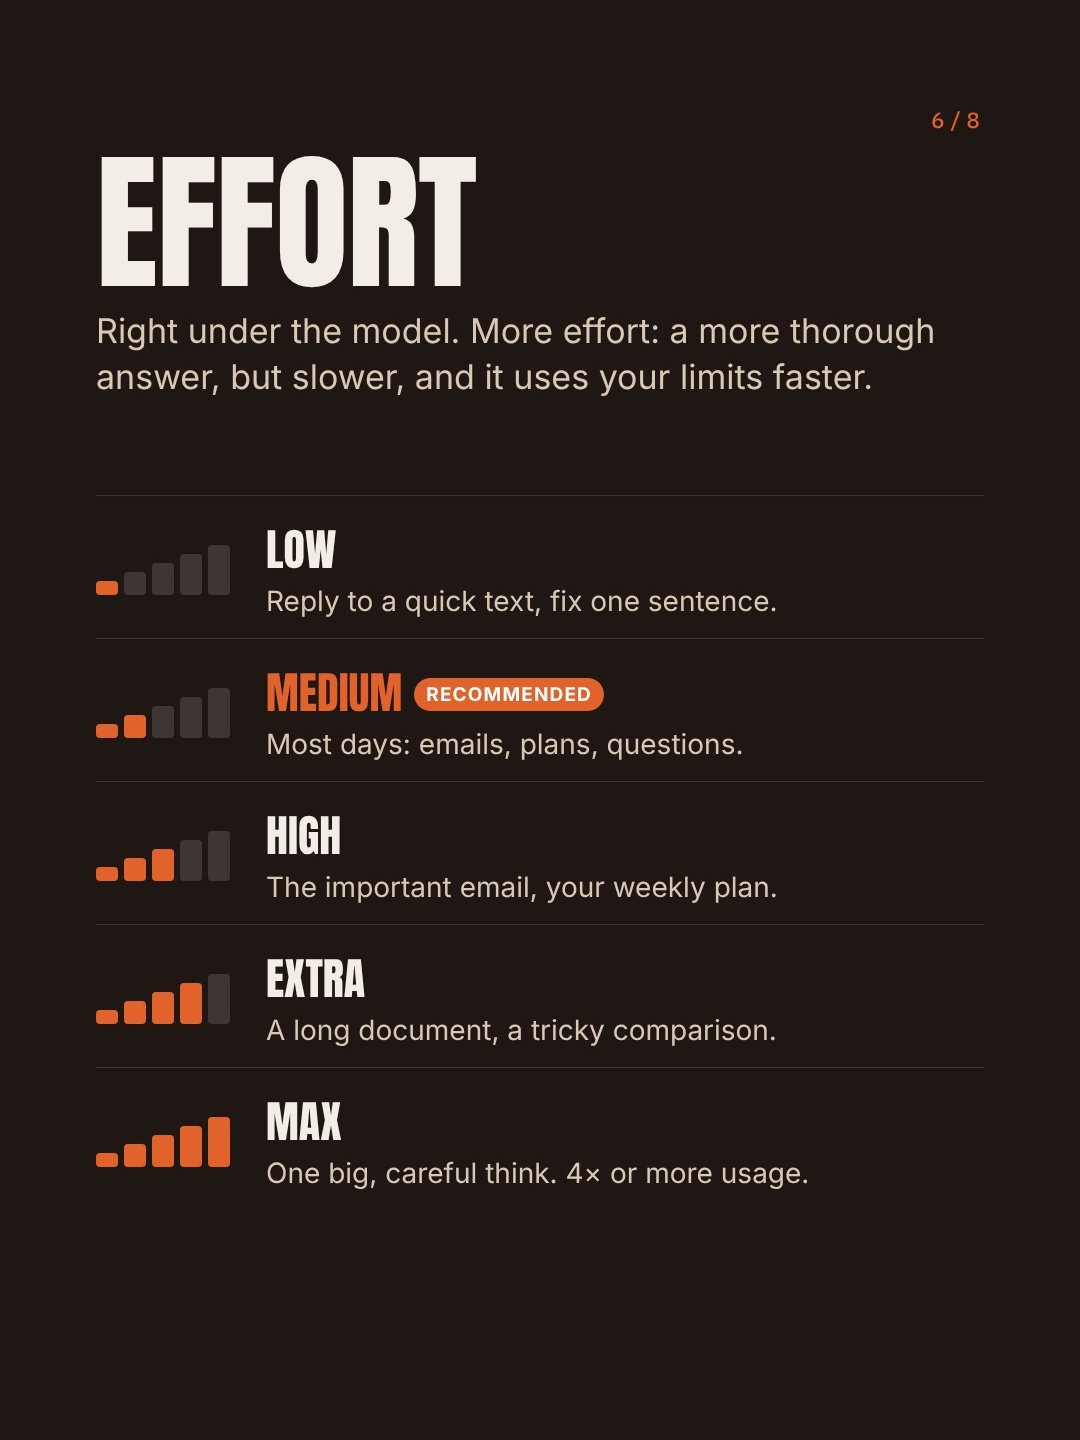 6 / 8
EFFORT
Right under the model. More effort: a more thorough
answer, but slower, and it uses your limits faster.
LOW
Reply to a quick text, fix one sentence.
MEDIUM RECOMMENDED
Most days: emails, plans, questions.
HIGH
The important email, your weekly plan.
EXTRA
A long document, a tricky comparison.
MAX
One big, careful think. 4× or more usage.